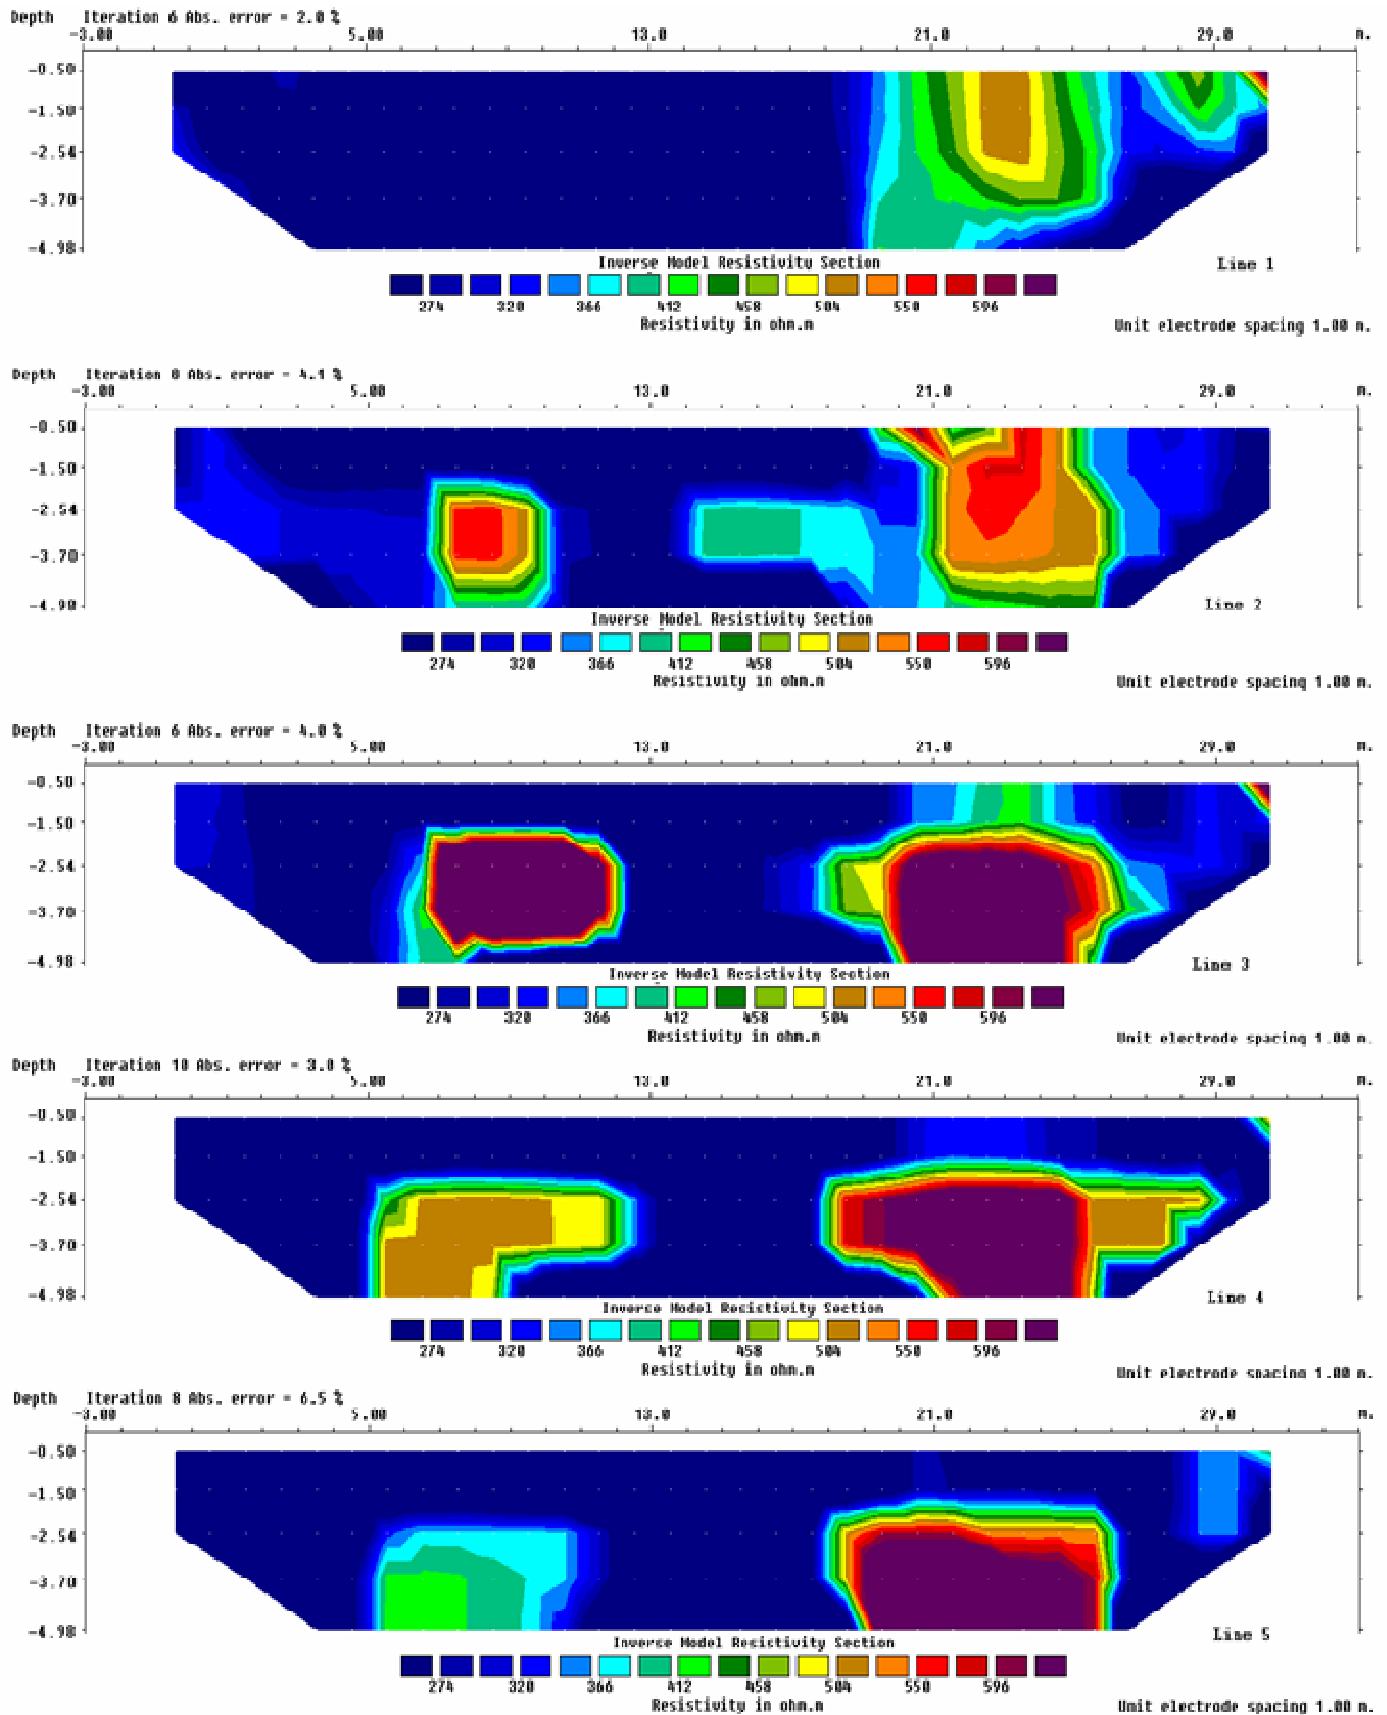 Depth Iteration 6 Abs. error = 2.0 %
-3.00 5.00 13.0 21.0 29.0 m.
-0.50
-1.50
-2.54
-3.70
-4.98
Inverse Model Resistivity Section
Line 1
274 320 366 412 458 504 550 596
Resistivity in ohm.m
Unit electrode spacing 1.00 m.
Depth Iteration 8 Abs. error = 4.1 %
-3.00 5.00 13.0 21.0 29.0 m.
-0.50
-1.50
-2.54
-3.70
-4.98
Line 2
Inverse Model Resistivity Section
274 320 366 412 458 504 550 596
Resistivity in ohm.m
Unit electrode spacing 1.00 m.
Depth Iteration 6 Abs. error = 4.0 %
-3.00 5.00 13.0 21.0 29.0 m.
-0.50
-1.50
-2.54
-3.70
-4.98
Line 3
Inverse Model Resistivity Section
274 320 366 412 458 504 550 596
Resistivity in ohm.m
Unit electrode spacing 1.00 m.
Depth Iteration 10 Abs. error = 3.0 %
-3.00 5.00 13.0 21.0 29.0 m.
-0.50
-1.50
-2.54
-3.70
-4.98
Line 4
Inverse Model Resistivity Section
274 320 366 412 458 504 550 596
Resistivity in ohm.m
Unit electrode spacing 1.00 m.
Depth Iteration 8 Abs. error = 6.5 %
-3.00 5.00 13.0 21.0 29.0 m.
-0.50
-1.50
-2.54
-3.70
-4.98
Line 5
Inverse Model Resistivity Section
274 320 366 412 458 504 550 596
Resistivity in ohm.m
Unit electrode spacing 1.00 m.